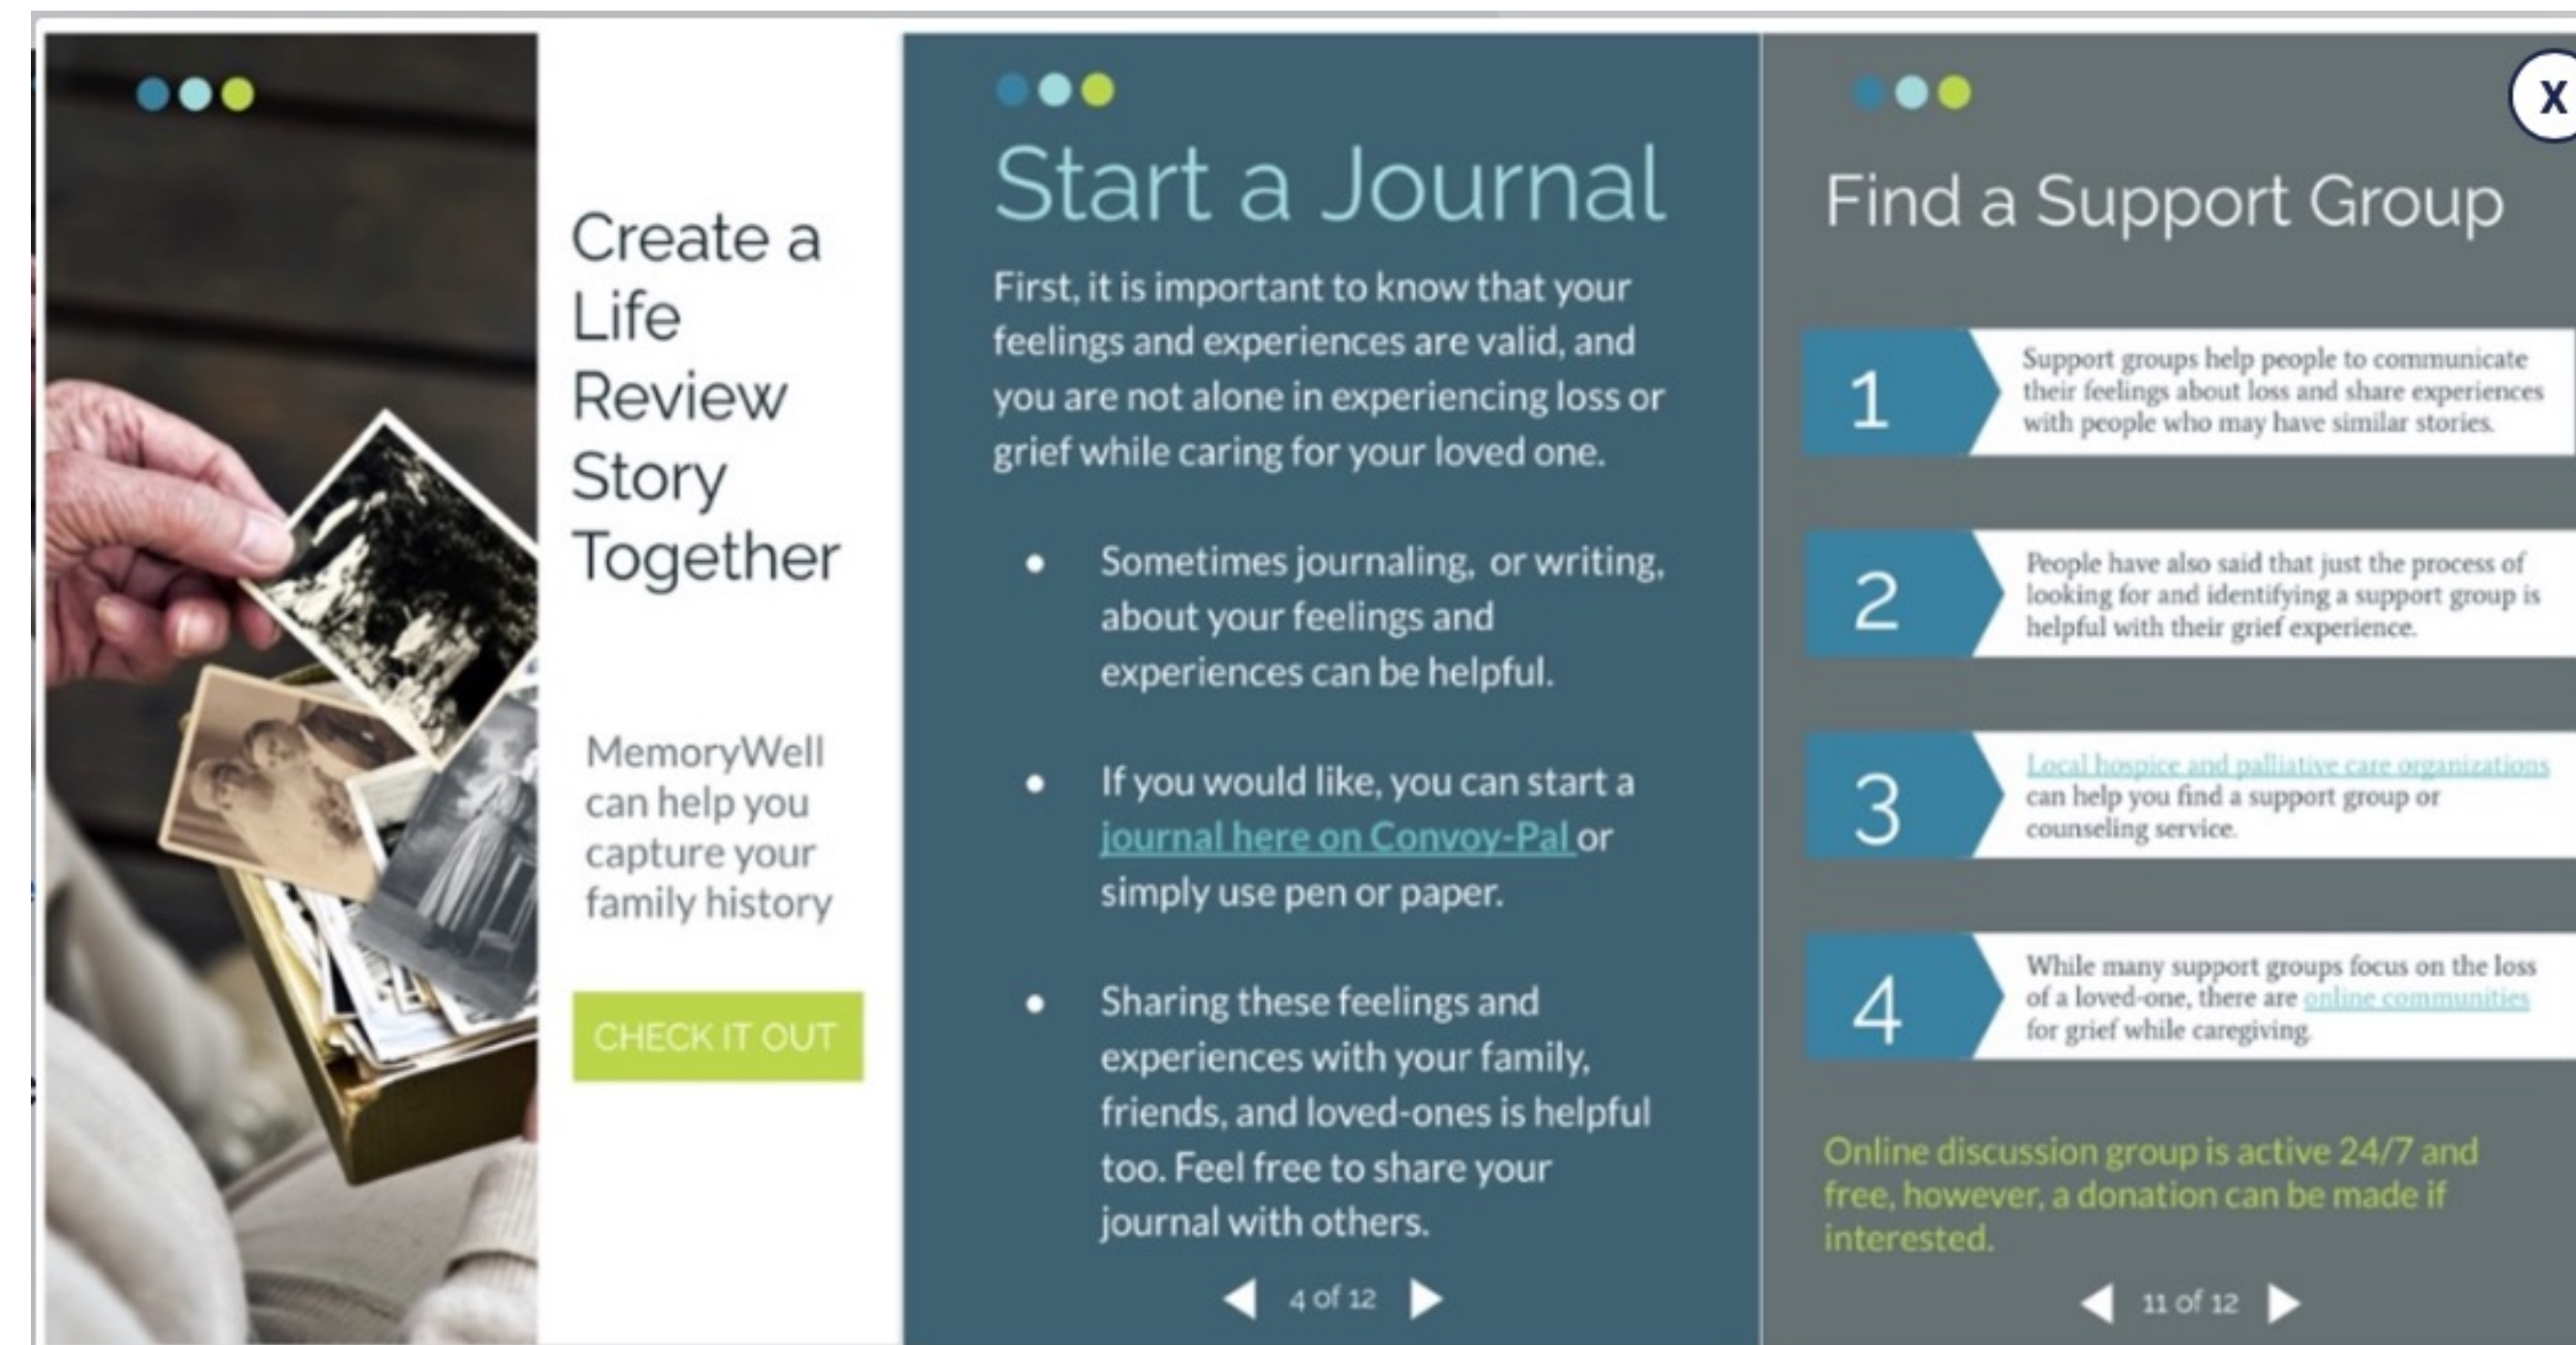 Create a
Life
Review
Story
Together
MemoryWell
can help you
capture your
family history
CHECK IT OUT
Start a Journal
First, it is important to know that your
feelings and experiences are valid, and
you are not alone in experiencing loss or
grief while caring for your loved one.
• Sometimes journaling, or writing,
about your feelings and
experiences can be helpful.
• If you would like, you can start a
journal here on Convoy-Pal or
simply use pen or paper.
• Sharing these feelings and
experiences with your family,
friends, and loved-ones is helpful
too. Feel free to share your
journal with others.
4 of 12
X
Find a Support Group
1
Support groups help people to communicate
their feelings about loss and share experiences
with people who may have similar stories.
2
People have also said that just the process of
looking for and identifying a support group is
helpful with their grief experience.
3
Local hospice and palliative care organizations
can help you find a support group or
counseling service.
4
While many support groups focus on the loss
of a loved-one, there are online communities
for grief while caregiving.
Online discussion group is active 24/7 and
free, however, a donation can be made if
interested.
11 of 12